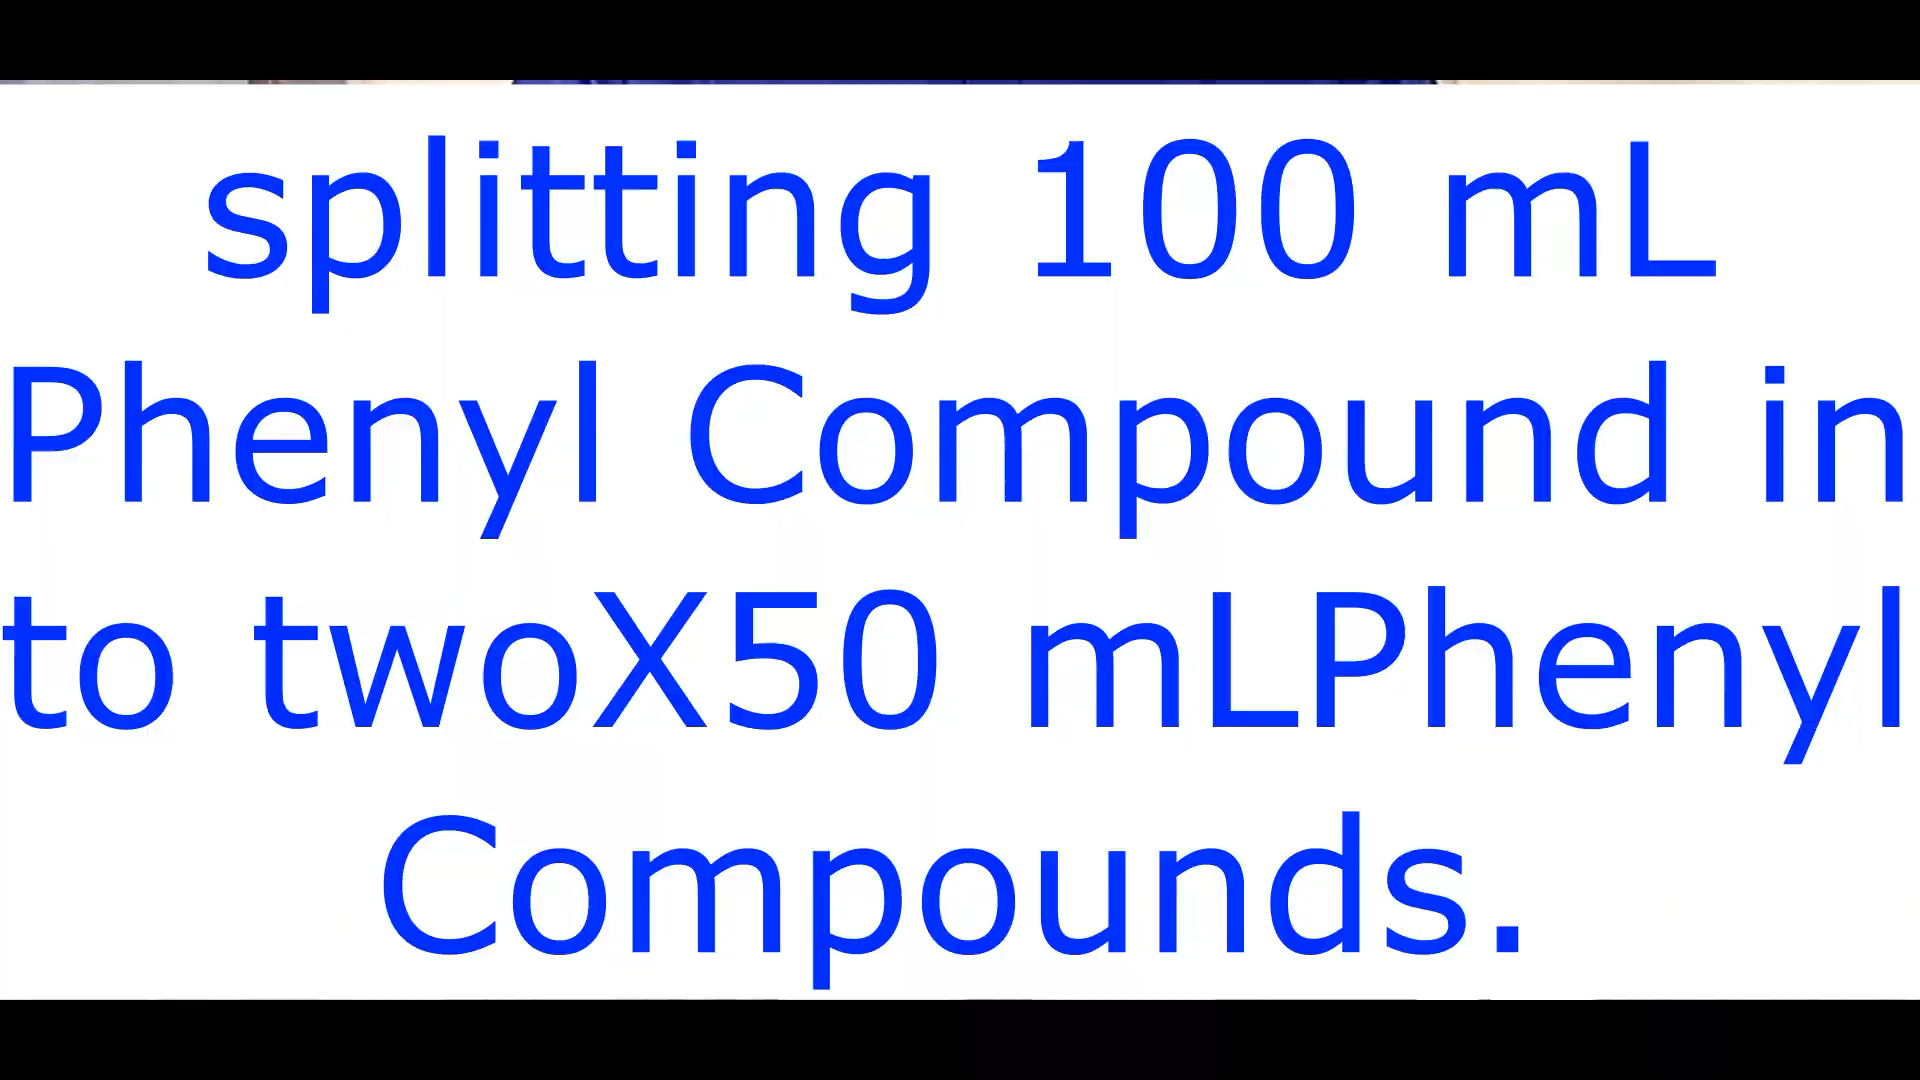 splitting 100 mL
Phenyl Compound in
to twoX50 mLPhenyl
Compounds.